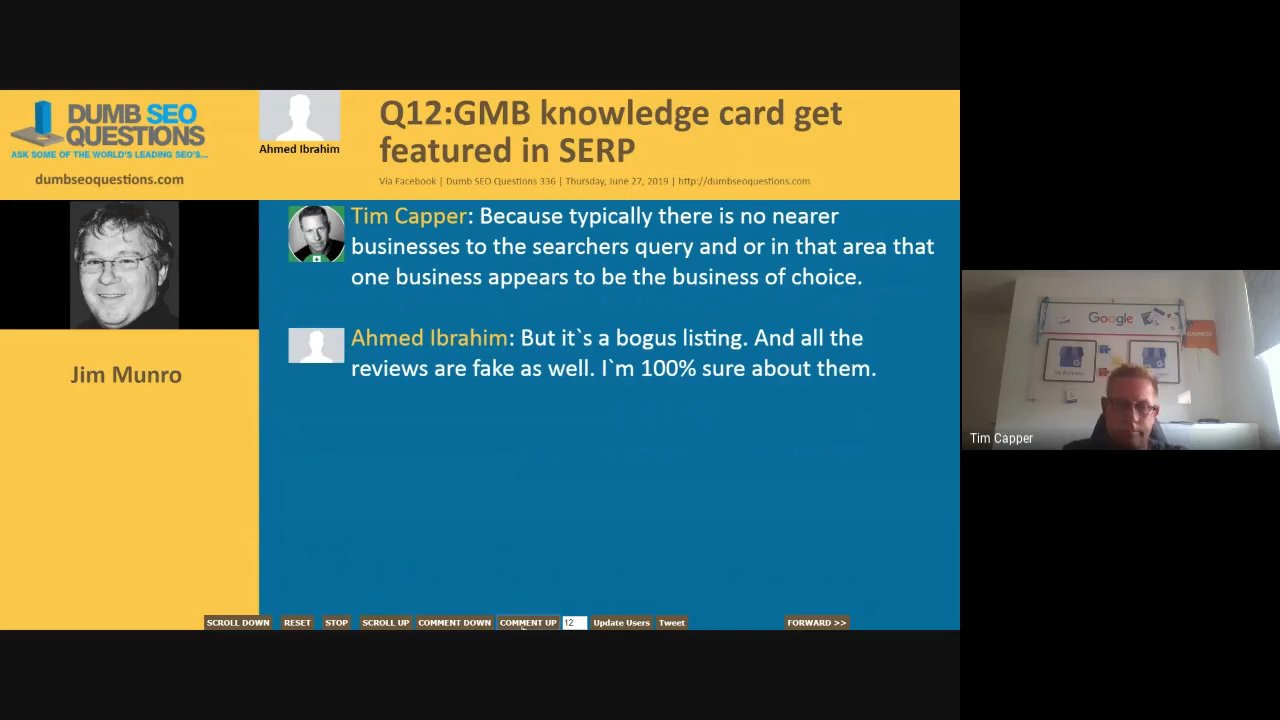 DUMB SEO
QUESTIONS
ASK SOME OF THE WORLD'S LEADING SEO'S...
dumbseoquestions.com
Ahmed Ibrahim
Q12:GMB knowledge card get
featured in SERP
Via Facebook | Dumb SEO Questions 336 | Thursday, June 27, 2019 | http://dumbseoquestions.com
Jim Munro
Tim Capper: Because typically there is no nearer
businesses to the searchers query and or in that area that
one business appears to be the business of choice.
Ahmed Ibrahim: But it`s a bogus listing. And all the
reviews are fake as well. I`m 100% sure about them.
Google
Tim Capper
SCROLL DOWN
RESET
STOP
SCROLL UP
COMMENT DOWN
COMMENT UP
12
Update Users
Tweet
FORWARD >>